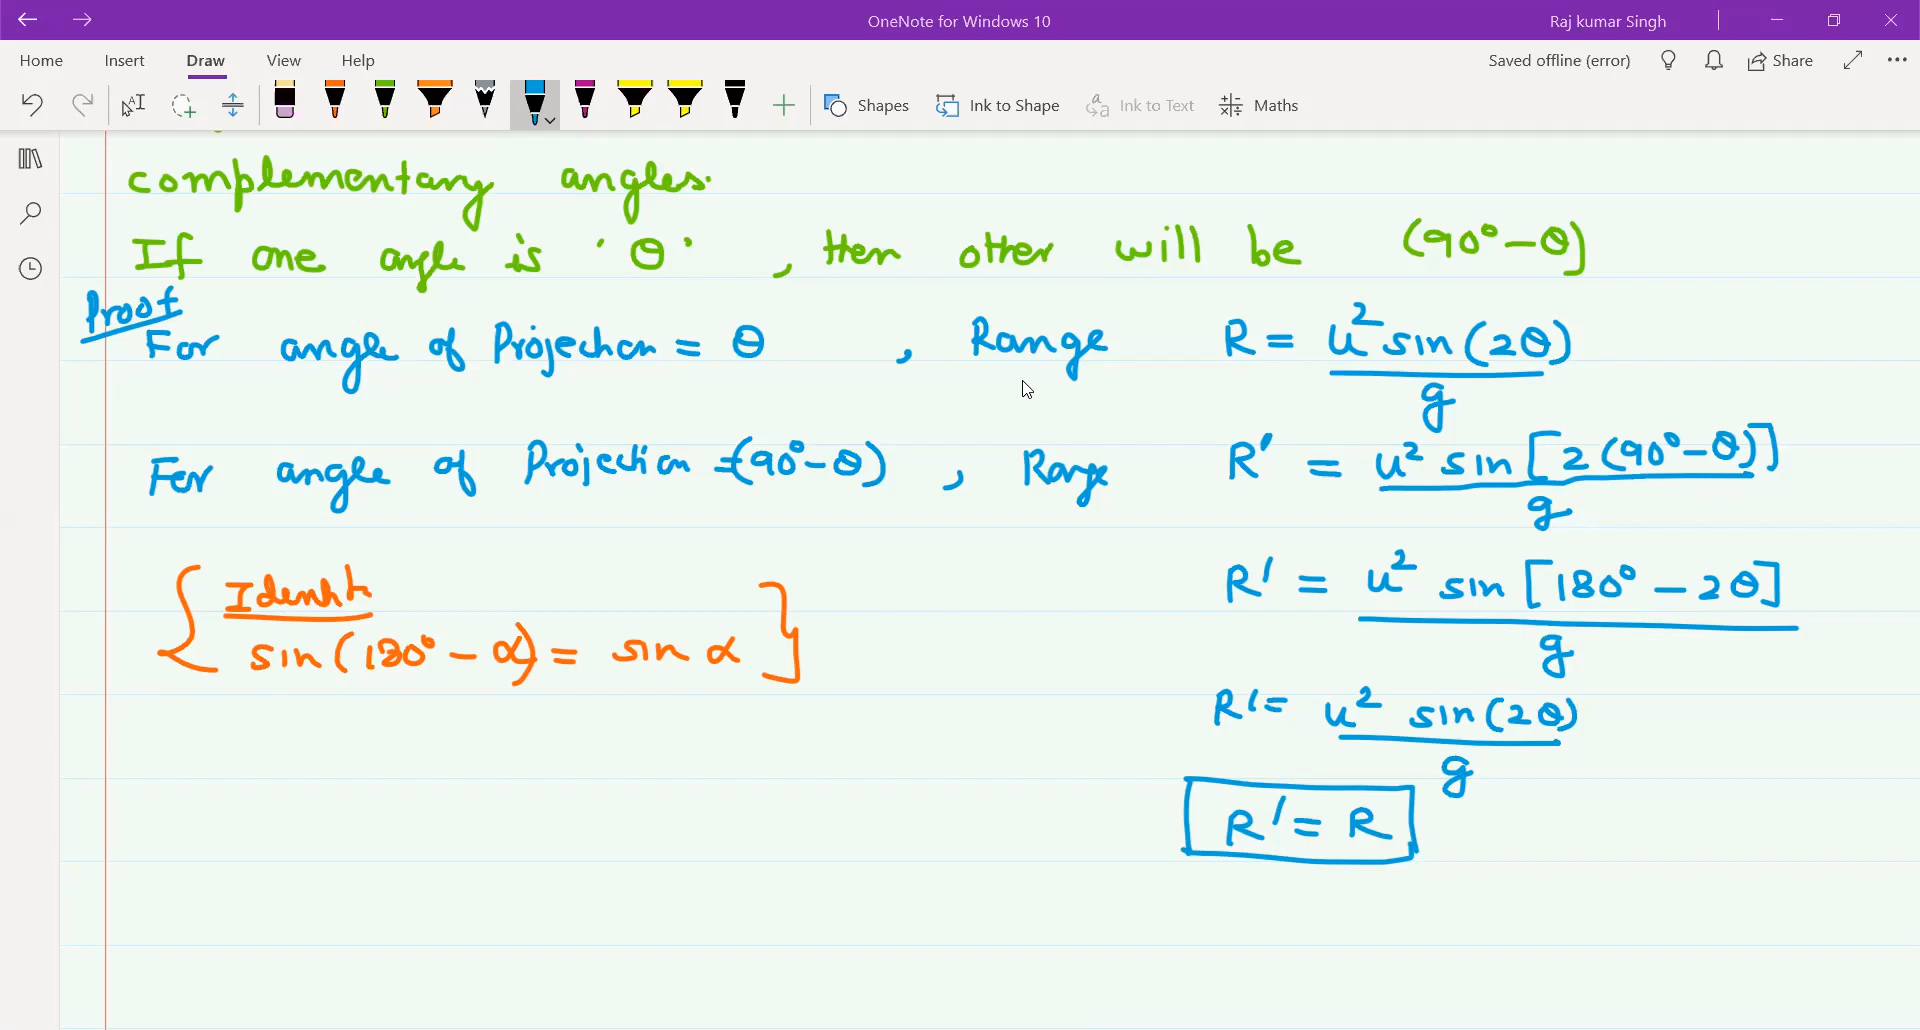 OneNote for Windows 10
Raj kumar Singh
Home Insert Draw View Help
Saved offline (error) Share
Shapes Ink to Shape Ink to Text Maths
complementary angles.
If one angle is 'θ', then other will be (90° - θ)
Proof
For angle of Projection = θ , Range R = u² sin(2θ) / g
For angle of Projection = (90° - θ) , Range R' = u² sin[2(90° - θ)] / g
R' = u² sin[180° - 2θ] / g
{ Identity
sin(180° - α) = sin α }
R' = u² sin(2θ) / g
R' = R